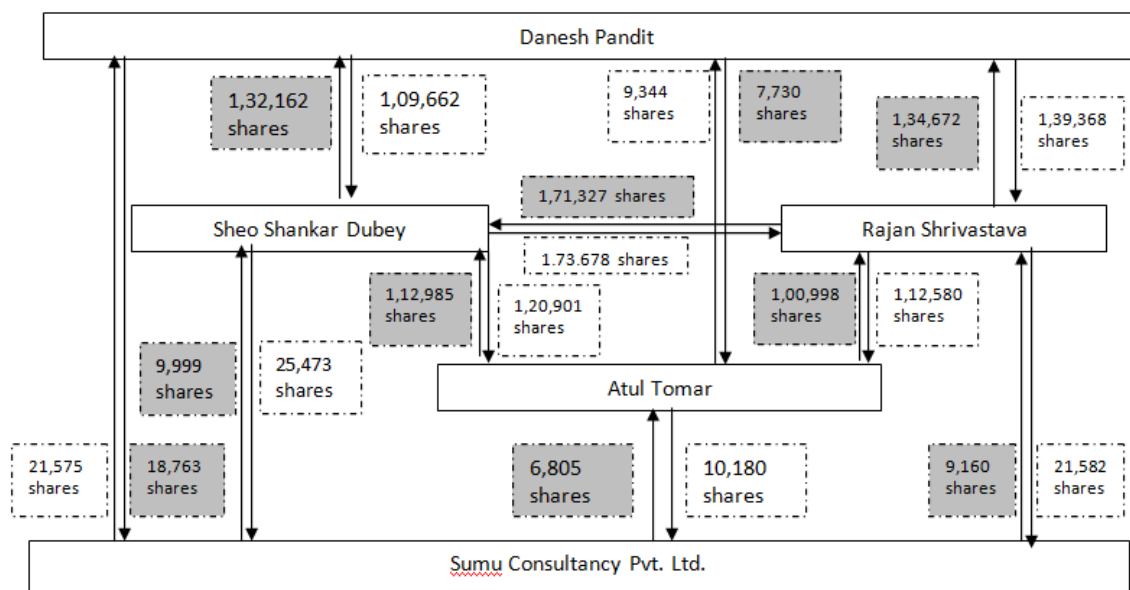 Danesh Pandit
1,32,162
shares
1,09,662
shares
9,344
shares
7,730
shares
1,34,672
shares
1,39,368
shares
1,71,327 shares
Sheo Shankar Dubey
Rajan Shrivastava
1.73.678 shares
1,12,985
shares
1,20,901
shares
1,00,998
shares
1,12,580
shares
9,999
shares
25,473
shares
Atul Tomar
21,575
shares
18,763
shares
6,805
shares
10,180
shares
9,160
shares
21,582
shares
Sumu Consultancy Pvt. Ltd.